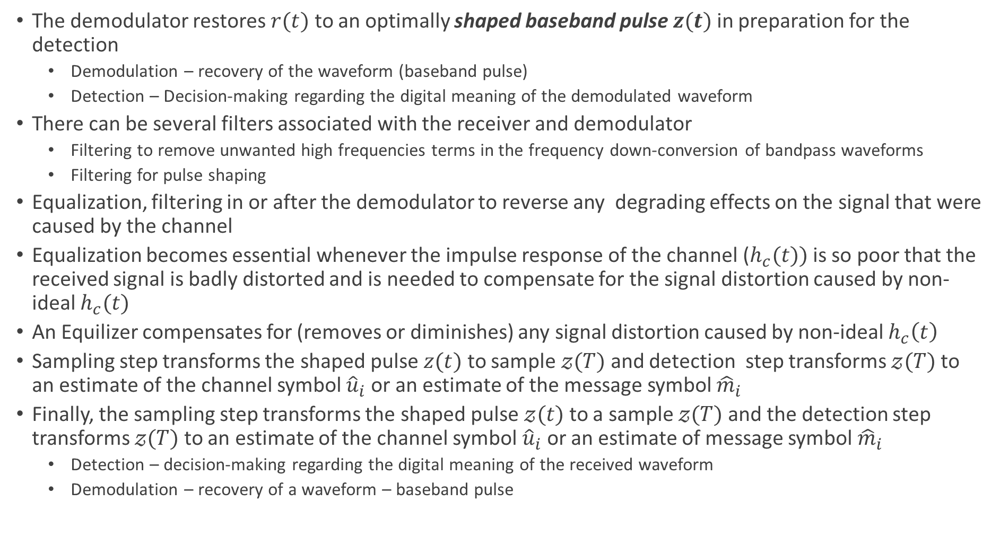 • The demodulator restores r(t) to an optimally shaped baseband pulse z(t) in preparation for the
detection
• Demodulation – recovery of the waveform (baseband pulse)
• Detection – Decision-making regarding the digital meaning of the demodulated waveform
• There can be several filters associated with the receiver and demodulator
• Filtering to remove unwanted high frequencies terms in the frequency down-conversion of bandpass waveforms
• Filtering for pulse shaping
• Equalization, filtering in or after the demodulator to reverse any  degrading effects on the signal that were
caused by the channel
• Equalization becomes essential whenever the impulse response of the channel (h_c(t)) is so poor that the
received signal is badly distorted and is needed to compensate for the signal distortion caused by non-
ideal h_c(t)
• An Equilizer compensates for (removes or diminishes) any signal distortion caused by non-ideal h_c(t)
• Sampling step transforms the shaped pulse z(t) to sample z(T) and detection  step transforms z(T) to
an estimate of the channel symbol û_i or an estimate of the message symbol m̂_i
• Finally, the sampling step transforms the shaped pulse z(t) to a sample z(T) and the detection step
transforms z(T) to an estimate of the channel symbol û_i or an estimate of message symbol m̂_i
• Detection – decision-making regarding the digital meaning of the received waveform
• Demodulation – recovery of a waveform – baseband pulse